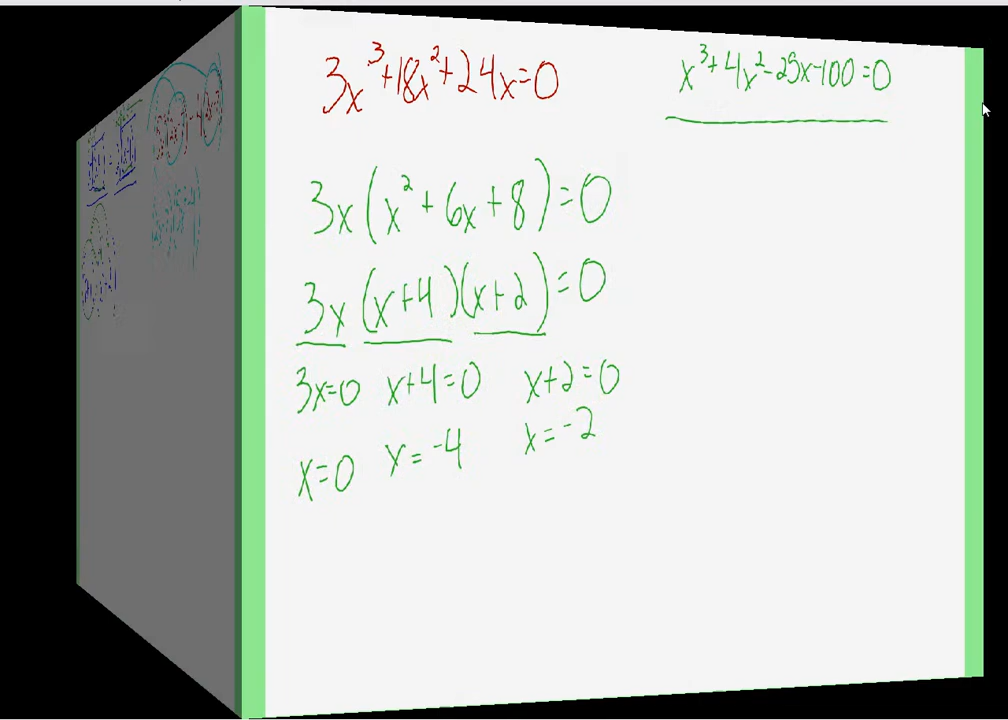 3x³+18x²+24x=0
3x(x²+6x+8)=0
3x(x+4)(x+2)=0
3x=0 x+4=0 x+2=0
x=0 x=-4 x=-2
x³+4x²-25x-100=0